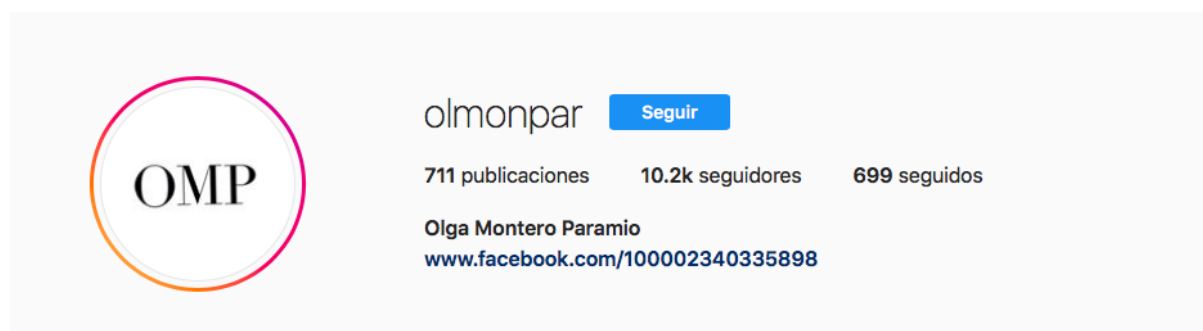 OMP
olmonpar Seguir
711 publicaciones 10.2k seguidores 699 seguidos
Olga Montero Paramio
www.facebook.com/100002340335898